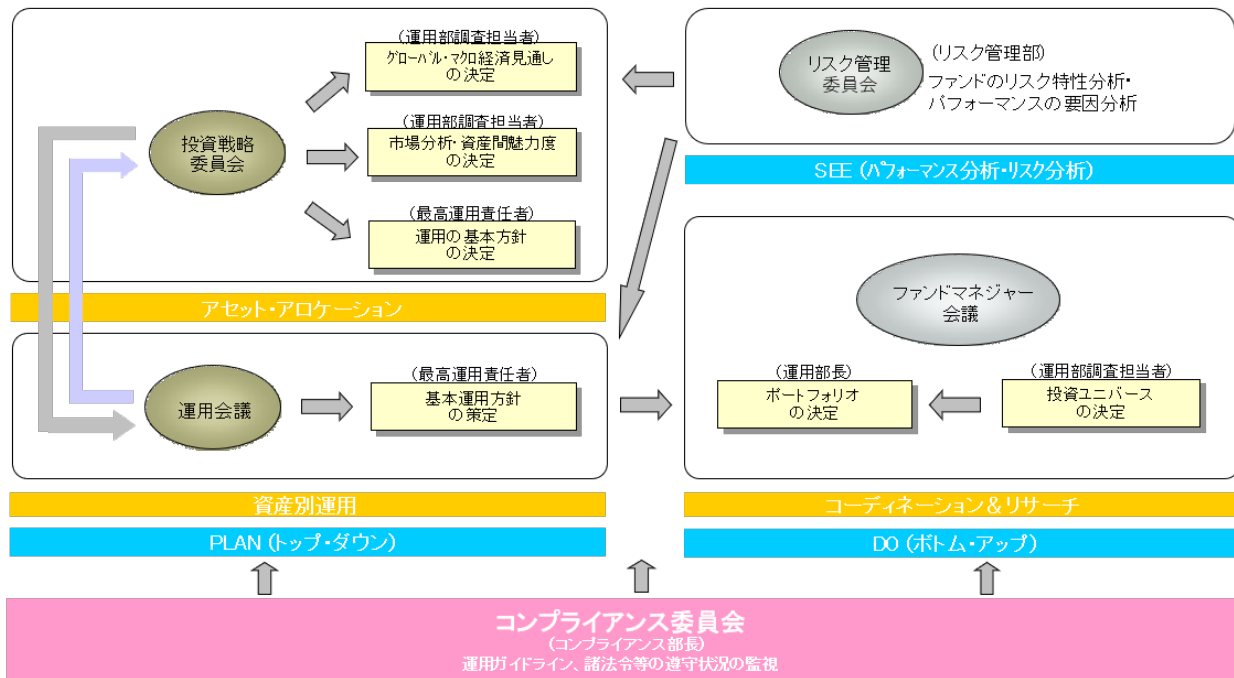 (運用部調査担当者)
グローバル・マクロ経済見通し
の決定
投資戦略
委員会
(運用部調査担当者)
市場分析・資産間魅力度
の決定
(最高運用責任者)
運用の基本方針
の決定
アセット・アロケーション
運用会議
(最高運用責任者)
基本運用方針
の策定
資産別運用
PLAN (トップ・ダウン)
リスク管理
委員会
(リスク管理部)
ファンドのリスク特性分析・
パフォーマンスの要因分析
SEE (パフォーマンス分析・リスク分析)
ファンドマネジャー
会議
(運用部長)
ポートフォリオ
の決定
(運用部調査担当者)
投資ユニバース
の決定
コーディネーション&リサーチ
DO (ボトム・アップ)
コンプライアンス委員会
(コンプライアンス部長)
運用ガイドライン、諸法令等の遵守状況の監視